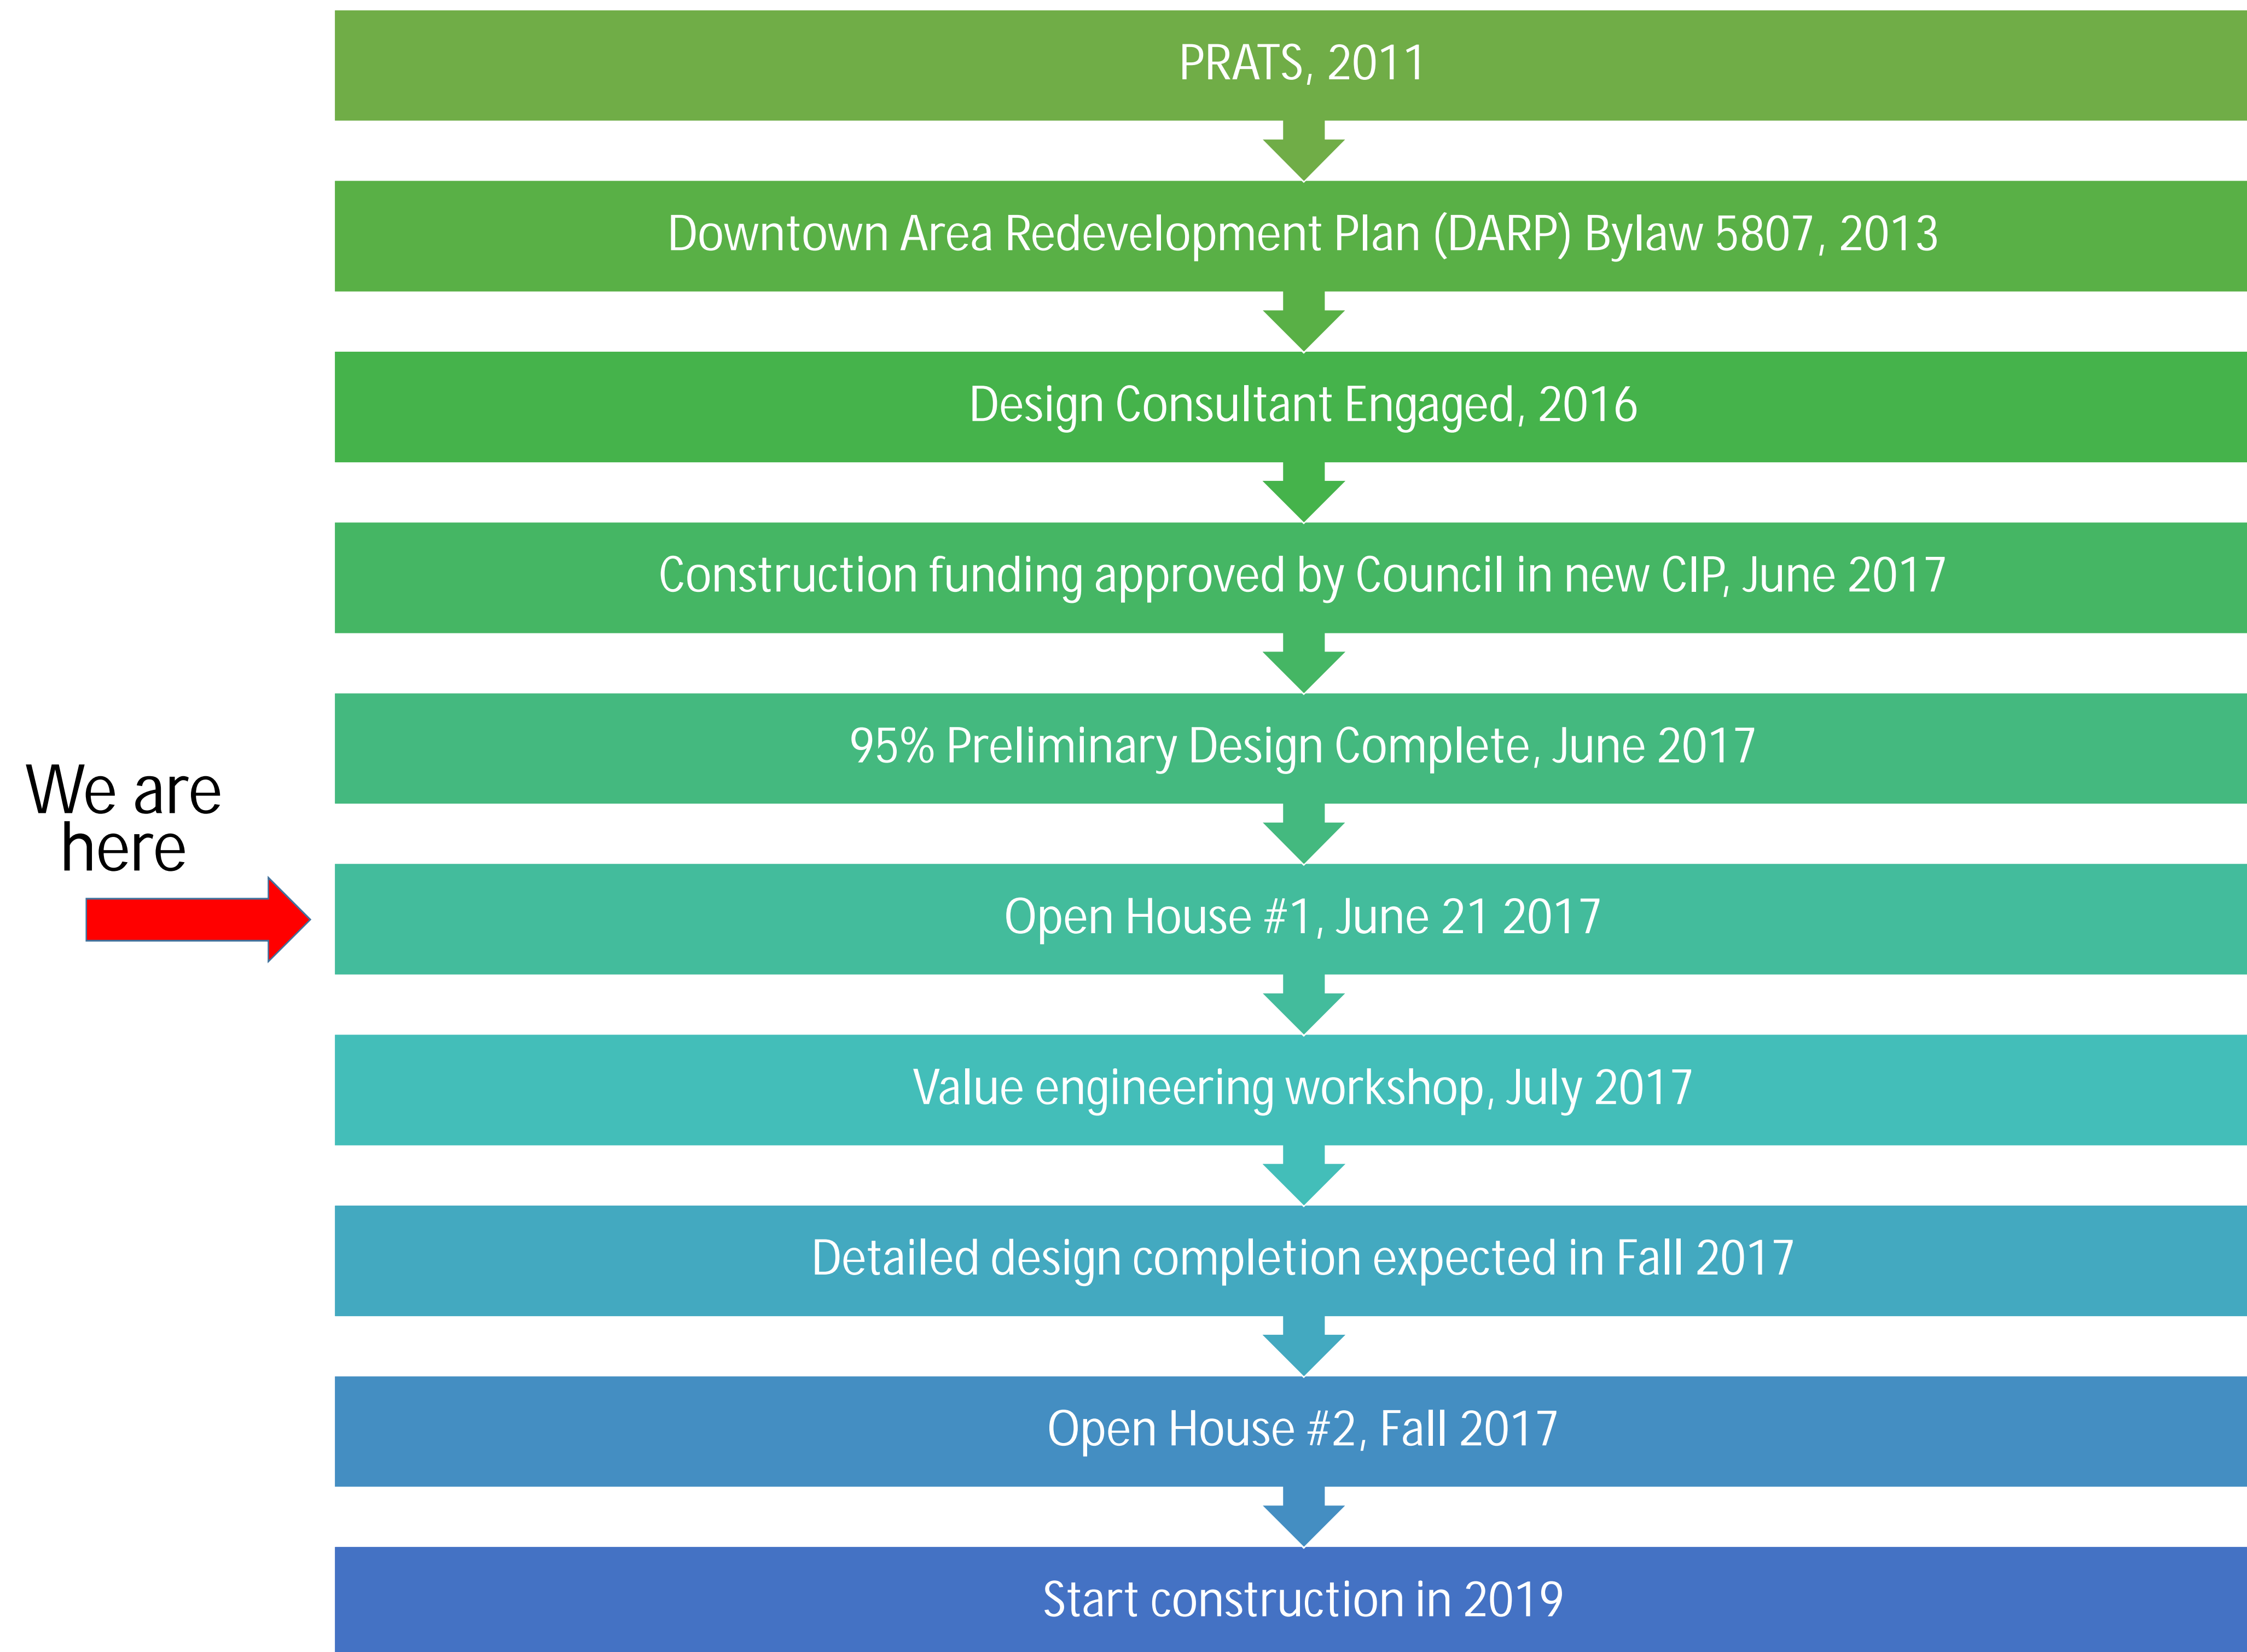 PRATS, 2011
Downtown Area Redevelopment Plan (DARP) Bylaw 5807, 2013
Design Consultant Engaged, 2016
Construction funding approved by Council in new CIP, June 2017
95% Preliminary Design Complete, June 2017
We are
here
Open House #1, June 21 2017
Value engineering workshop, July 2017
Detailed design completion expected in Fall 2017
Open House #2, Fall 2017
Start construction in 2019